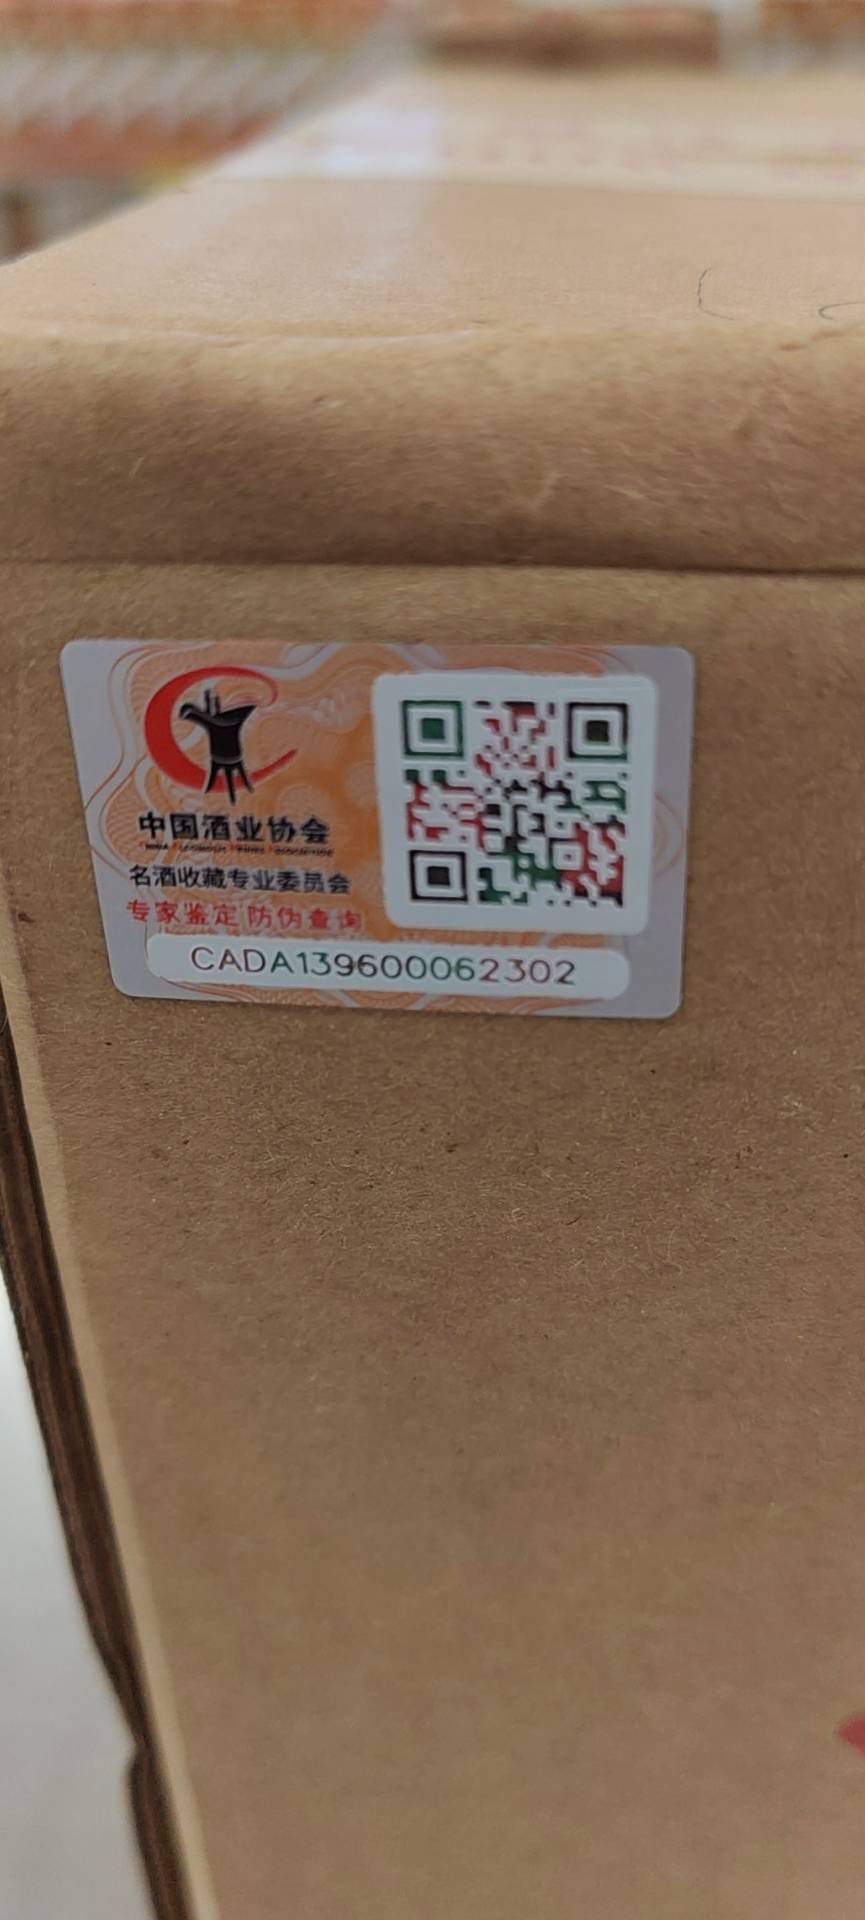 中国酒业协会
名酒收藏专业委员会
专家鉴定 防伪查询
CADA139600062302